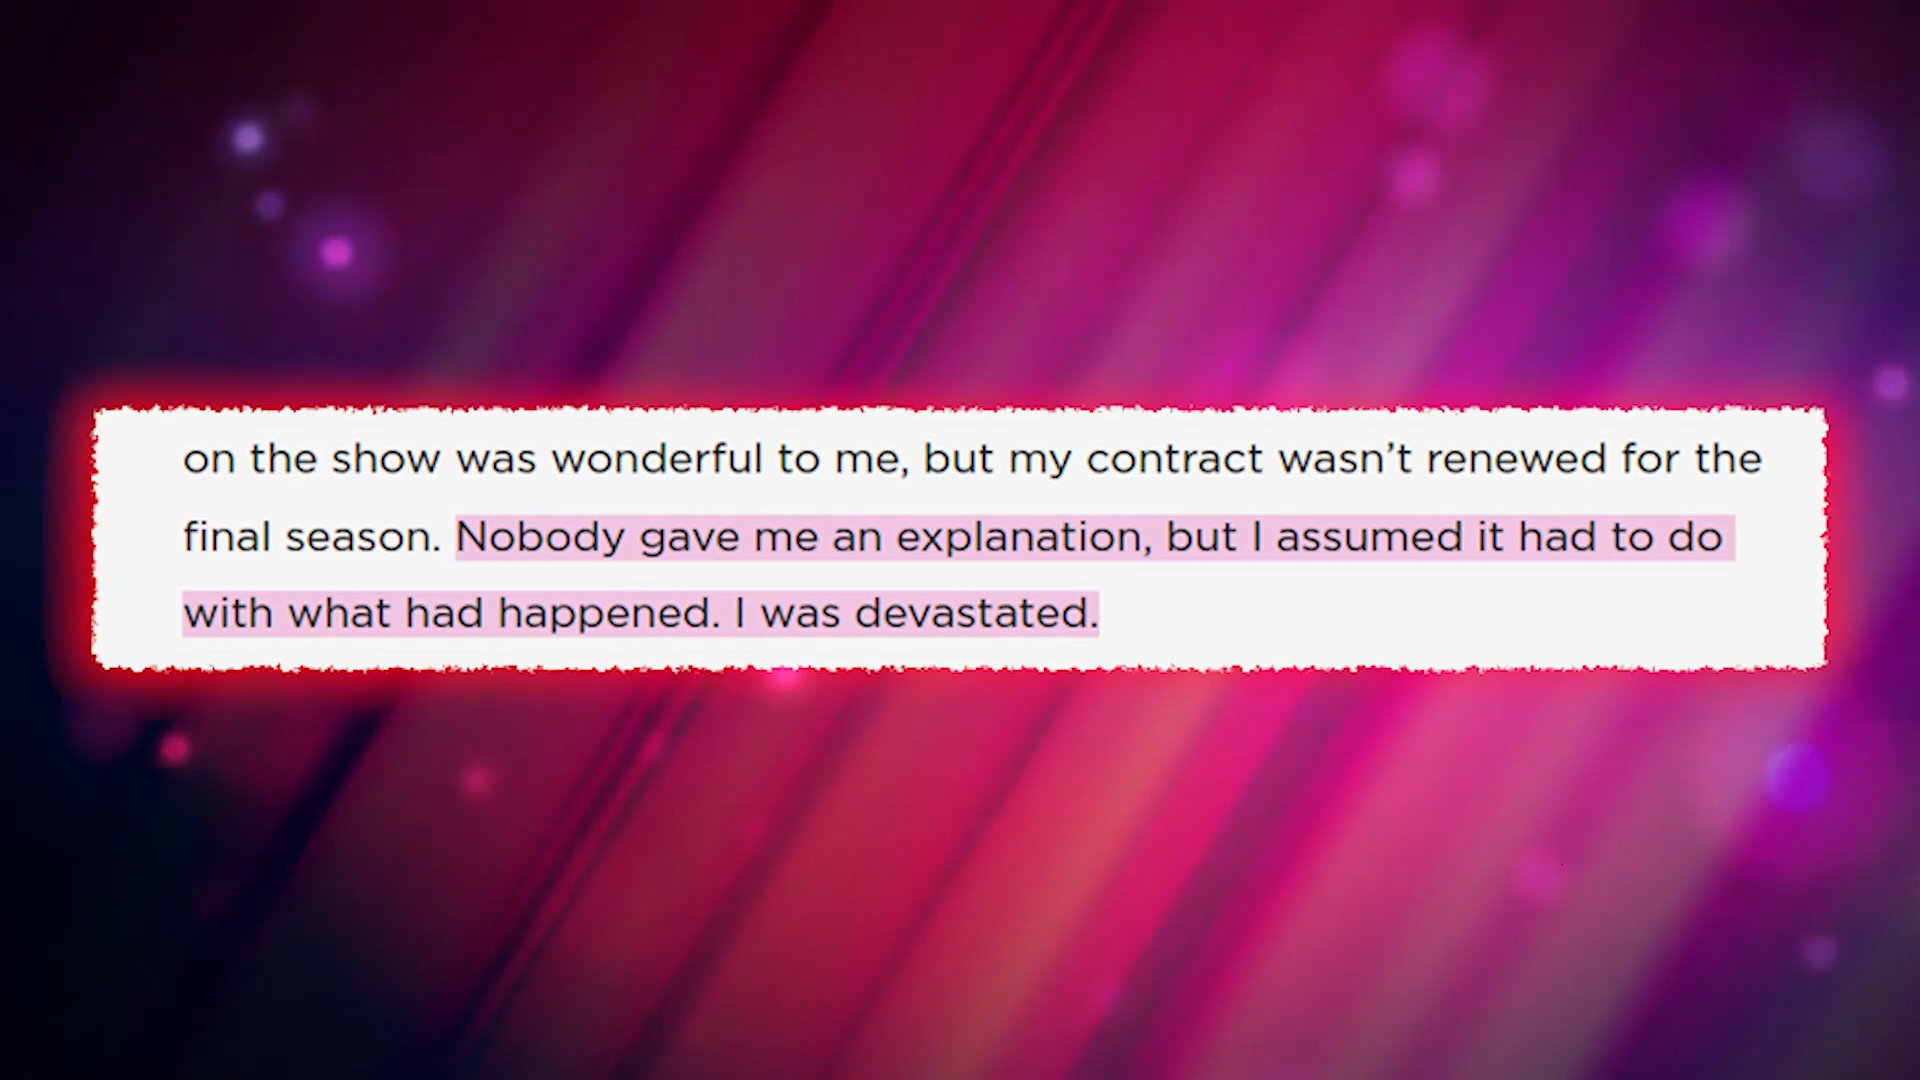 on the show was wonderful to me, but my contract wasn’t renewed for the
final season. Nobody gave me an explanation, but I assumed it had to do
with what had happened. I was devastated.